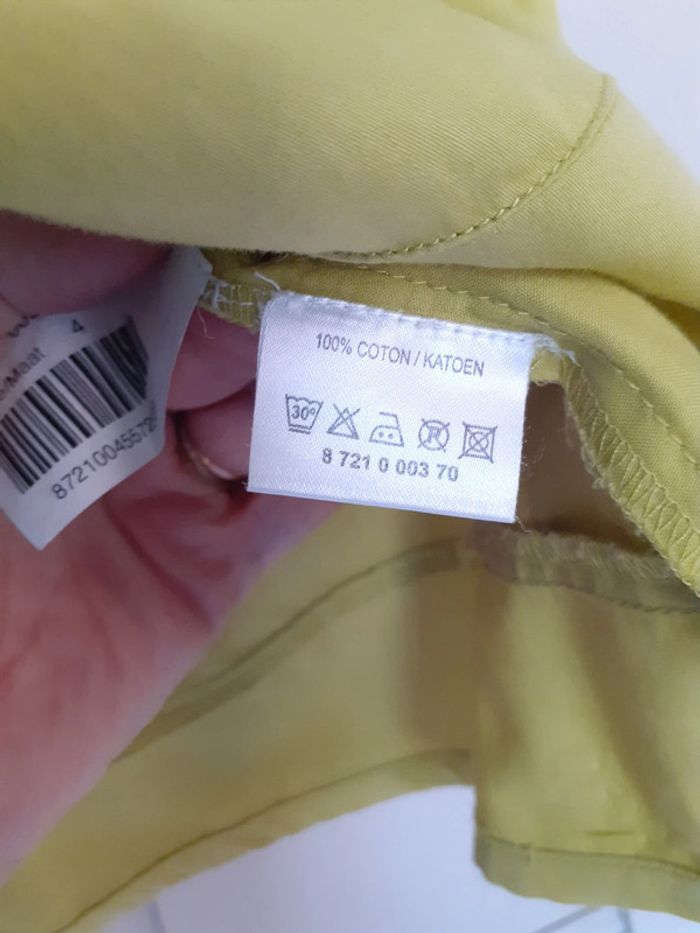 4
/Maat
87210045572
100% COTON / KATOEN
30°
8 721 0 003 70